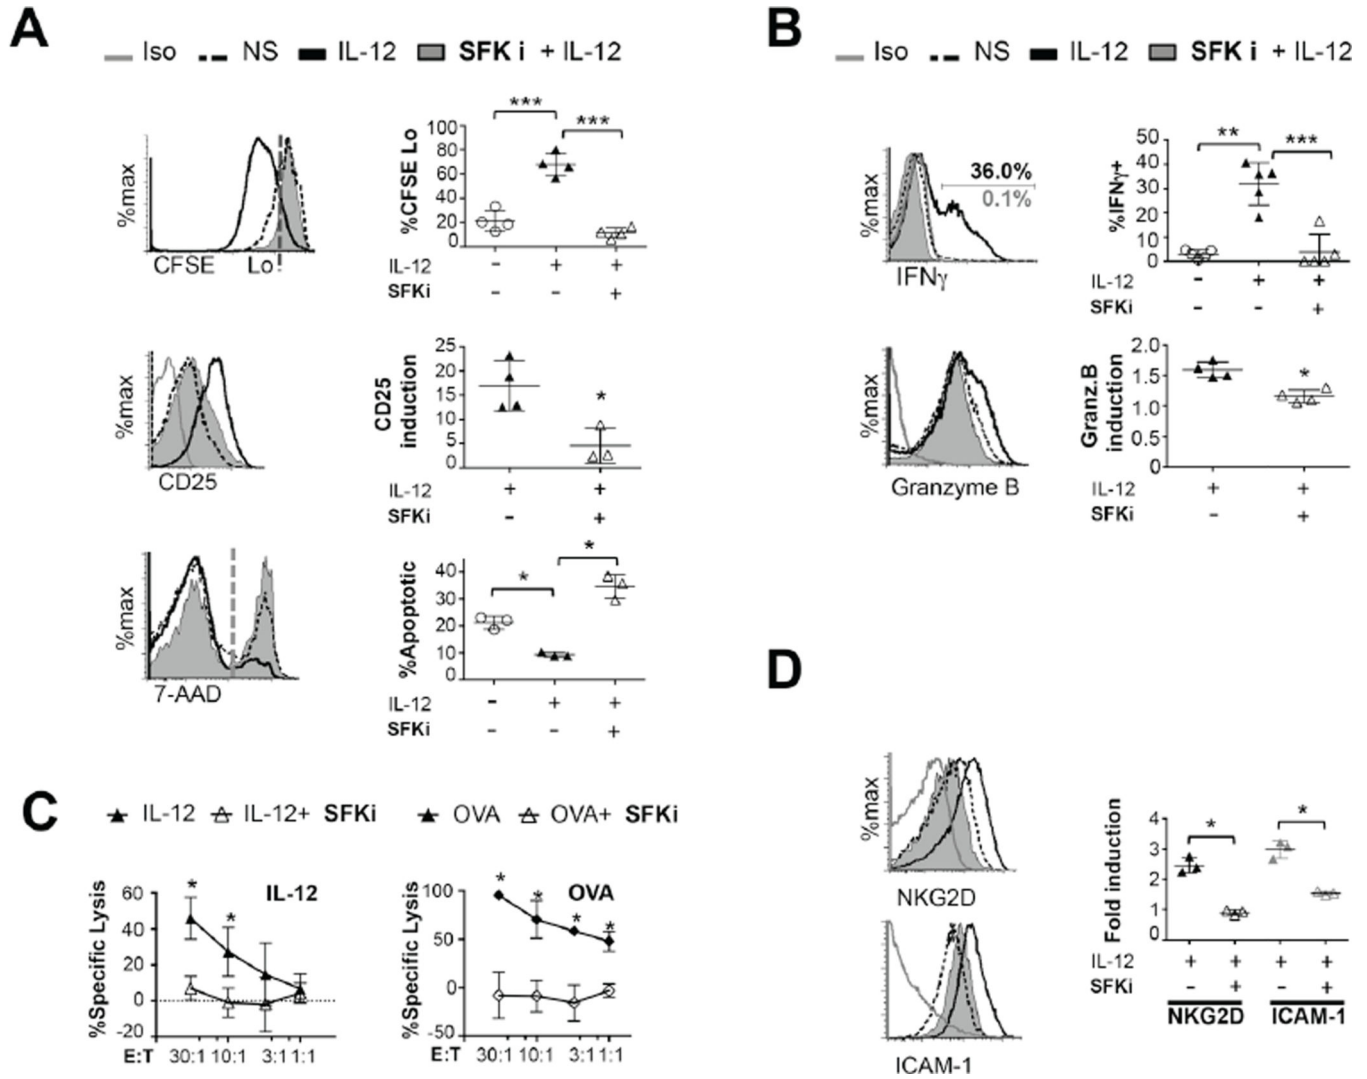 A
Iso NS IL-12 SFK i + IL-12
%max
CFSE Lo
%CFSE Lo
100
80
60
40
20
0
***
***
IL-12 - + +
SFKi - - +
%max
CD25
CD25 induction
25
20
15
10
5
0
*
IL-12 + +
SFKi - +
%max
7-AAD
%Apoptotic
40
30
20
10
0
*
*
IL-12 - + +
SFKi - - +
B
Iso NS IL-12 SFK i + IL-12
%max
36.0%
0.1%
IFNγ
%IFNγ+
50
40
30
20
10
0
**
***
IL-12 - + +
SFKi - - +
%max
Granzyme B
Granz.B induction
2.0
1.5
1.0
0.5
0
*
IL-12 + +
SFKi - +
C
IL-12 IL-12+ SFKi OVA OVA+ SFKi
%Specific Lysis
60
40
20
0
-20
IL-12
*
*
E:T 30:1 10:1 3:1 1:1
%Specific Lysis
100
50
0
-50
OVA
*
*
*
*
E:T 30:1 10:1 3:1 1:1
D
%max
NKG2D
ICAM-1
Fold induction
4
3
2
1
0
*
*
IL-12 + + + +
SFKi - + - +
NKG2D ICAM-1